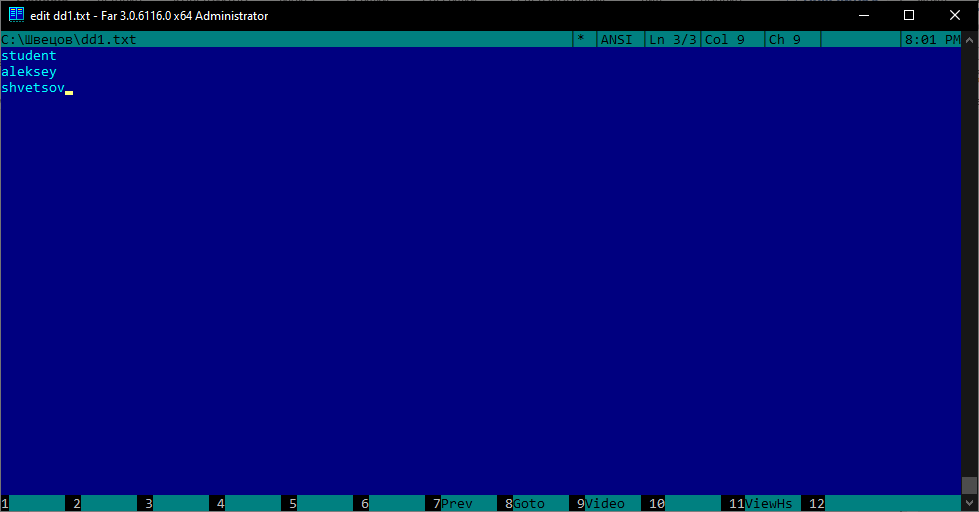 edit dd1.txt - Far 3.0.6116.0 x64 Administrator
C:\Швецов\dd1.txt * ANSI Ln 3/3 Col 9 Ch 9 8:01 PM
student
aleksey
shvetsov
1 2 3 4 5 6 7Prev 8Goto 9Video 10 11ViewHs 12